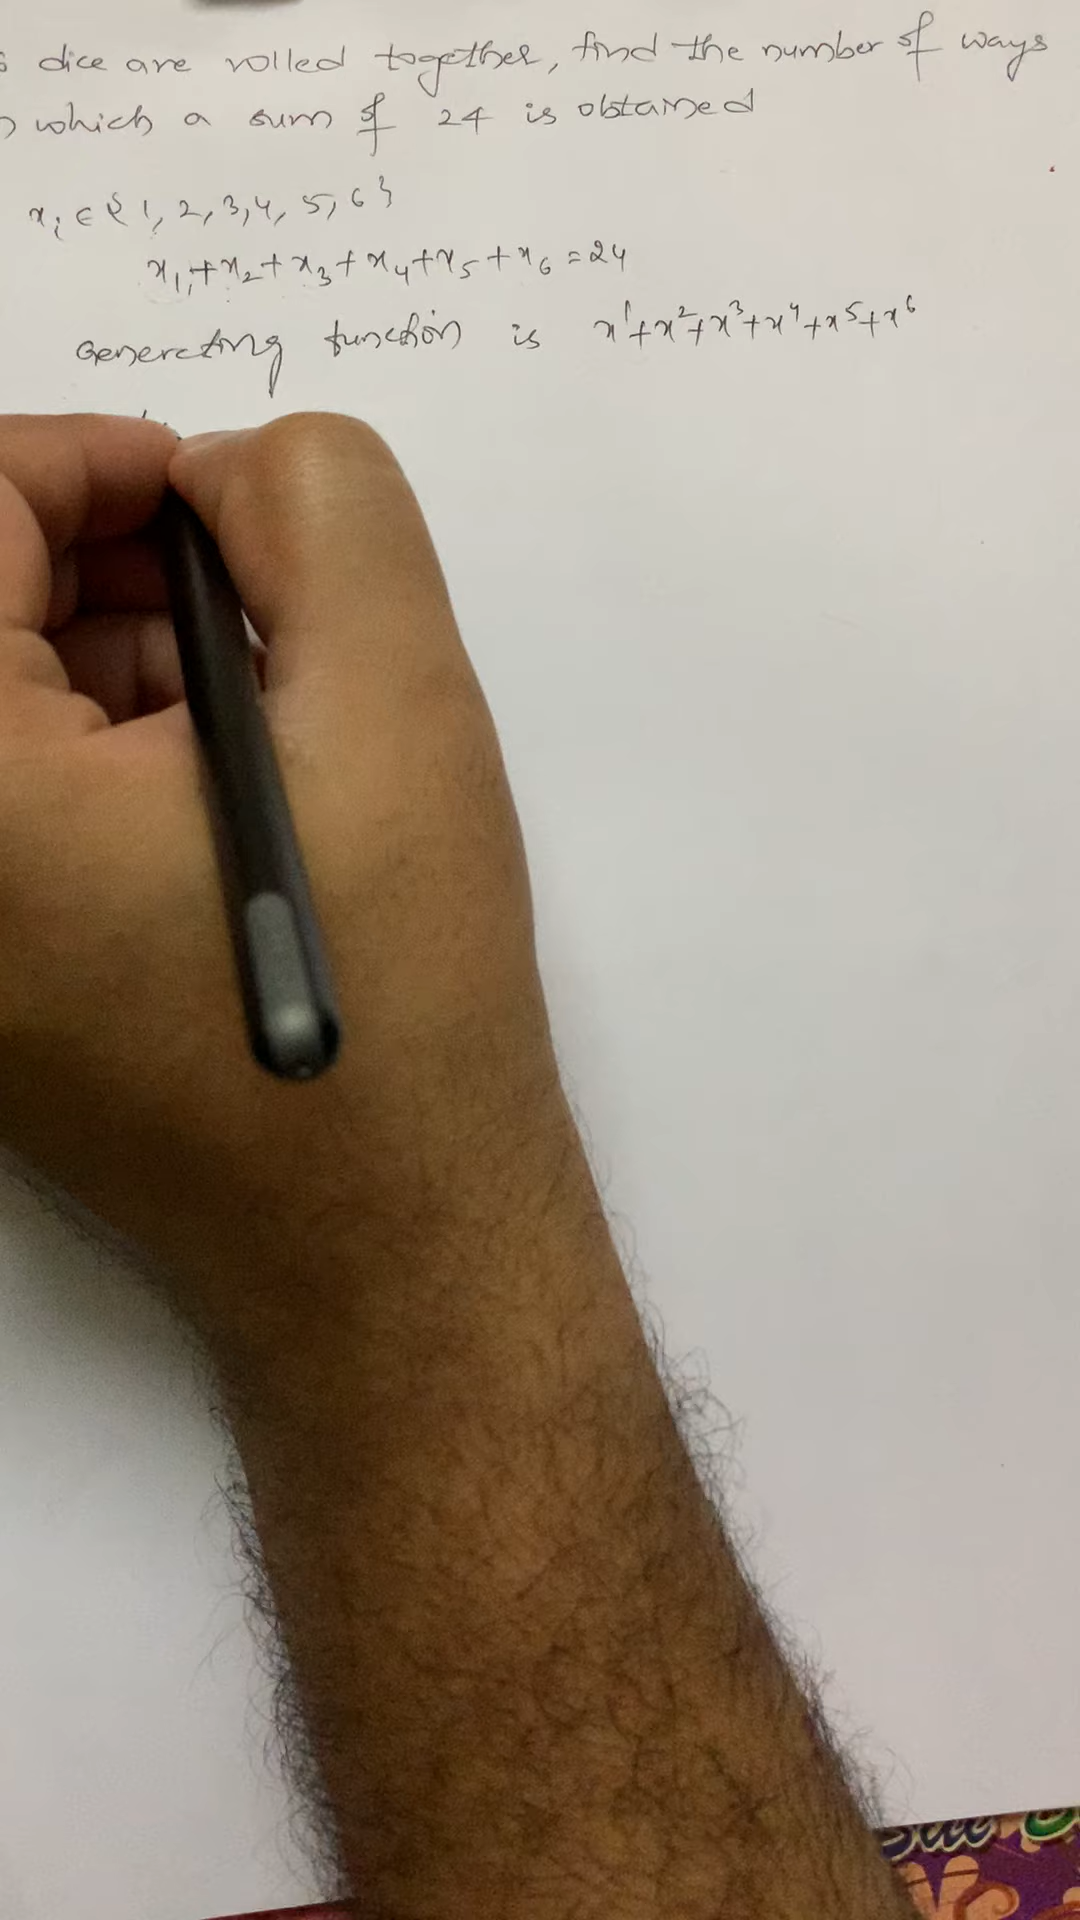 dice are rolled together, find the number of ways
which a sum of 24 is obtained
xᵢ ∈ { 1, 2, 3, 4, 5, 6 }
x₁ + x₂ + x₃ + x₄ + x₅ + x₆ = 24
Generating function is x¹ + x² + x³ + x⁴ + x⁵ + x⁶